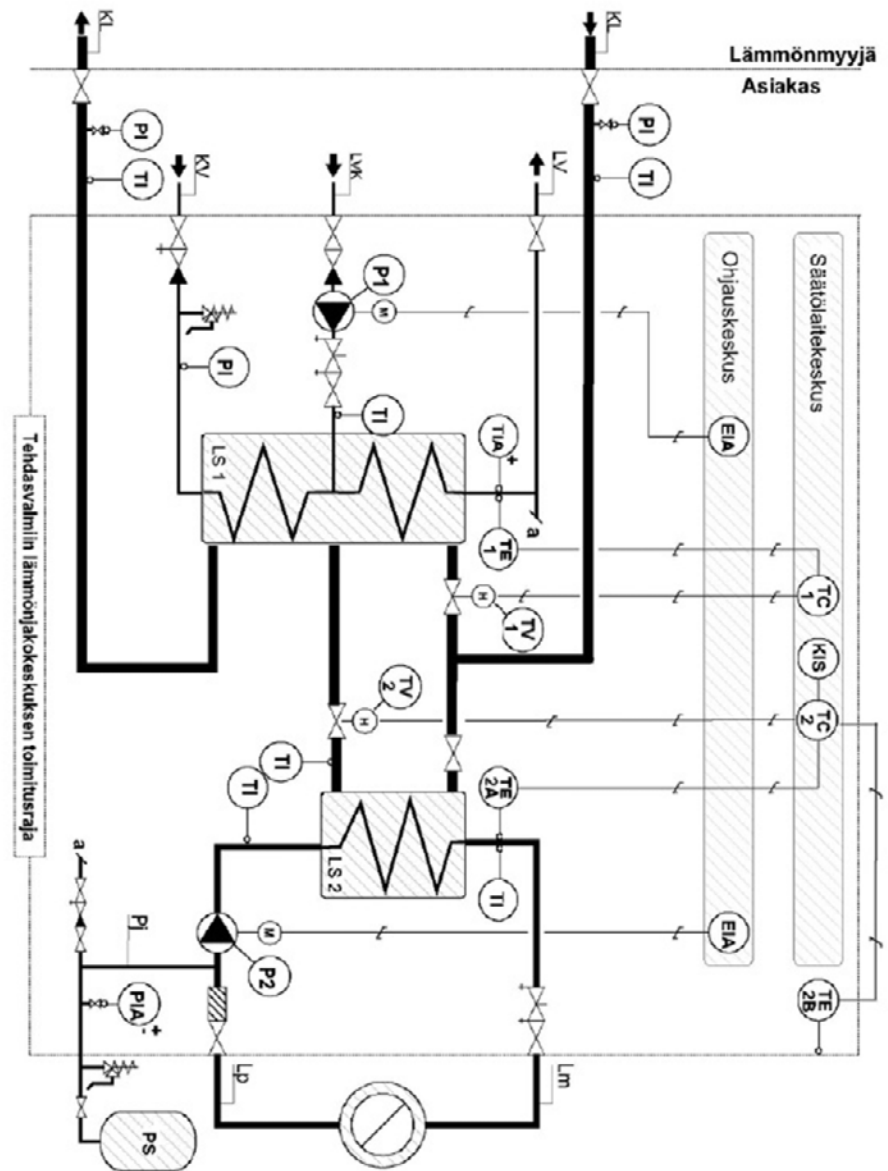 KL
KL
Lämmönmyyjä
Asiakas
PI
PI
TI
TI
KV
LVK
LV
P1
M
PI
TI
TIA
+
EIA
Ohjauskeskus
Säätölaitekeskus
LS 1
a
TE
1
TC
1
H
TV
1
KIS
TV
2
H
TC
2
TI
TI
TE
2A
LS 2
TI
Tehdasvalmiin lämmönjakokeskuksen toimitusraja
a
Pj
M
P2
EIA
PIA
+
-
TE
2B
Lp
Lm
PS